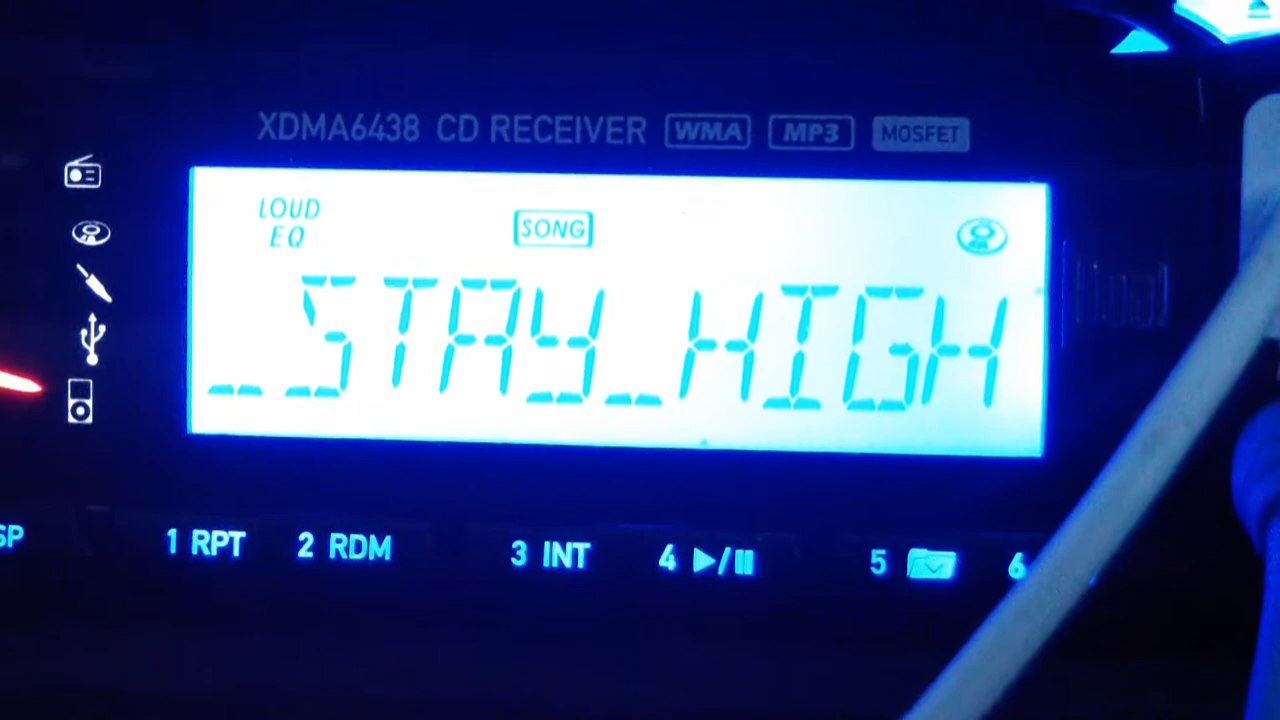 XDMA6438 CD RECEIVER WMA MP3 MOSFET
LOUD
EQ
SONG
_STAY_HIGH
SP 1 RPT 2 RDM 3 INT 4 5 6